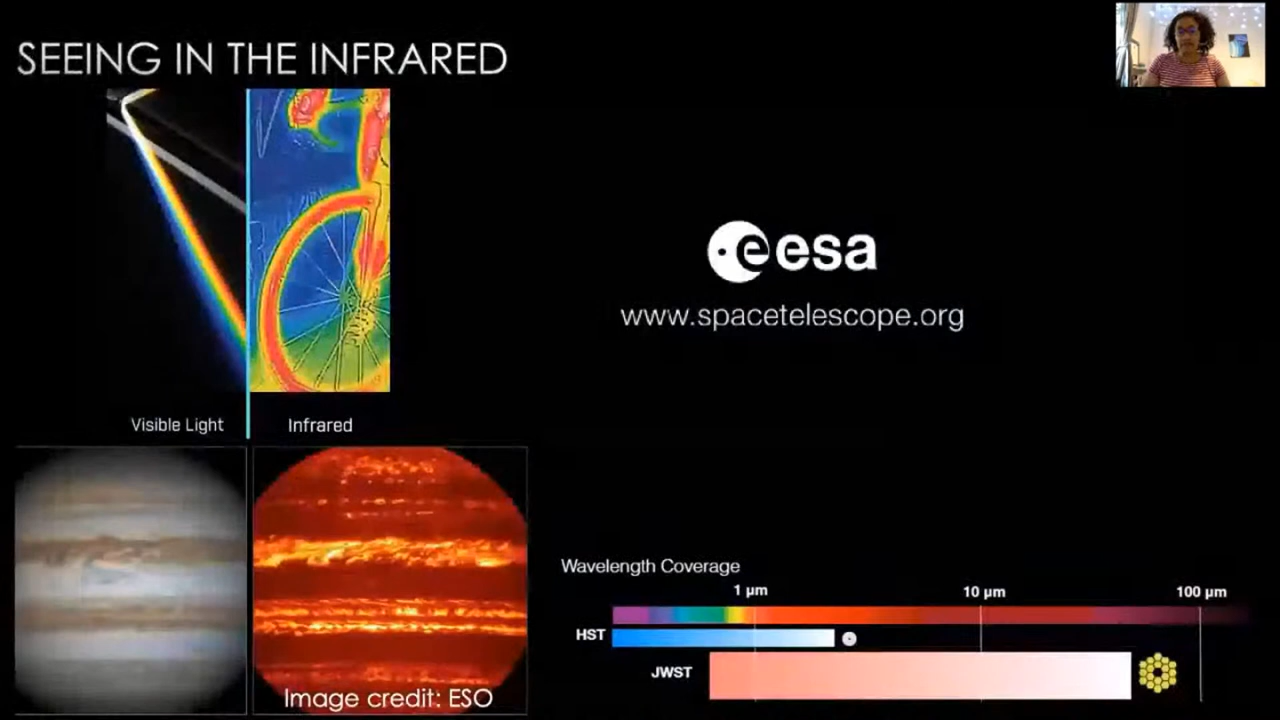 SEEING IN THE INFRARED
esa
www.spacetelescope.org
Visible Light
Infrared
Image credit: ESO
Wavelength Coverage
1 µm 10 µm 100 µm
HST
JWST